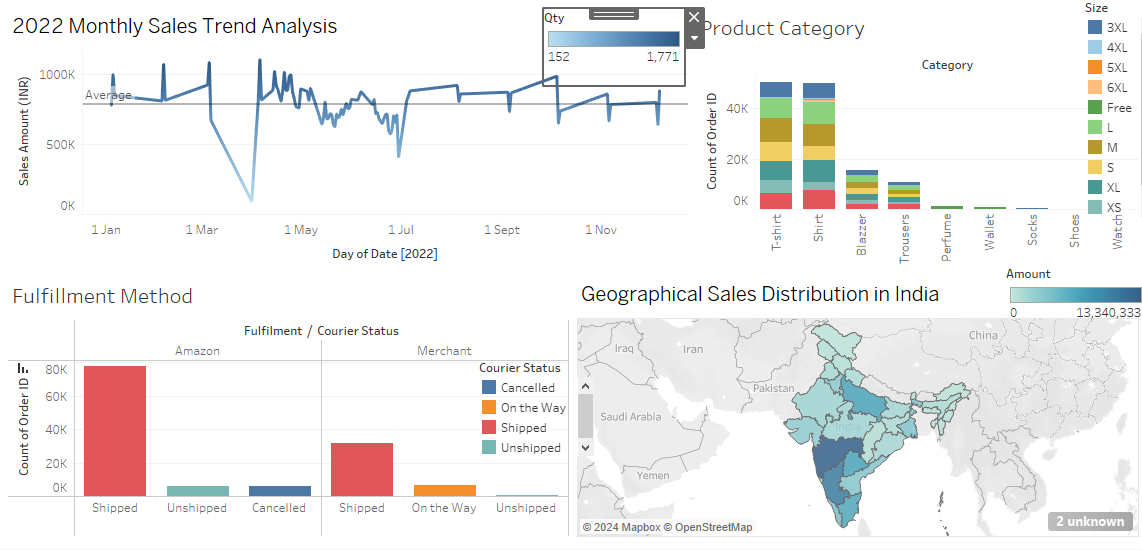 2022 Monthly Sales Trend Analysis
Qty
152 1,771
Product Category
Size
3XL
4XL
5XL
6XL
Free
L
M
S
XL
XS
Sales Amount (INR)
1000K
500K
0K
Average
1 Jan 1 Mar 1 May 1 Jul 1 Sept 1 Nov
Day of Date [2022]
Category
Count of Order ID
40K
20K
0K
T-shirt
Shirt
Blazzer
Trousers
Perfume
Wallet
Socks
Shoes
Watch
Fulfillment Method
Fulfilment / Courier Status
Amazon Merchant
Count of Order ID
80K
60K
40K
20K
0K
Courier Status
Cancelled
On the Way
Shipped
Unshipped
Shipped Unshipped Cancelled Shipped On the Way Unshipped
Geographical Sales Distribution in India
Amount
0 13,340,333
Iraq
Iran
China
Pakistan
Saudi Arabia
India
Yemen
© 2024 Mapbox © OpenStreetMap
2 unknown